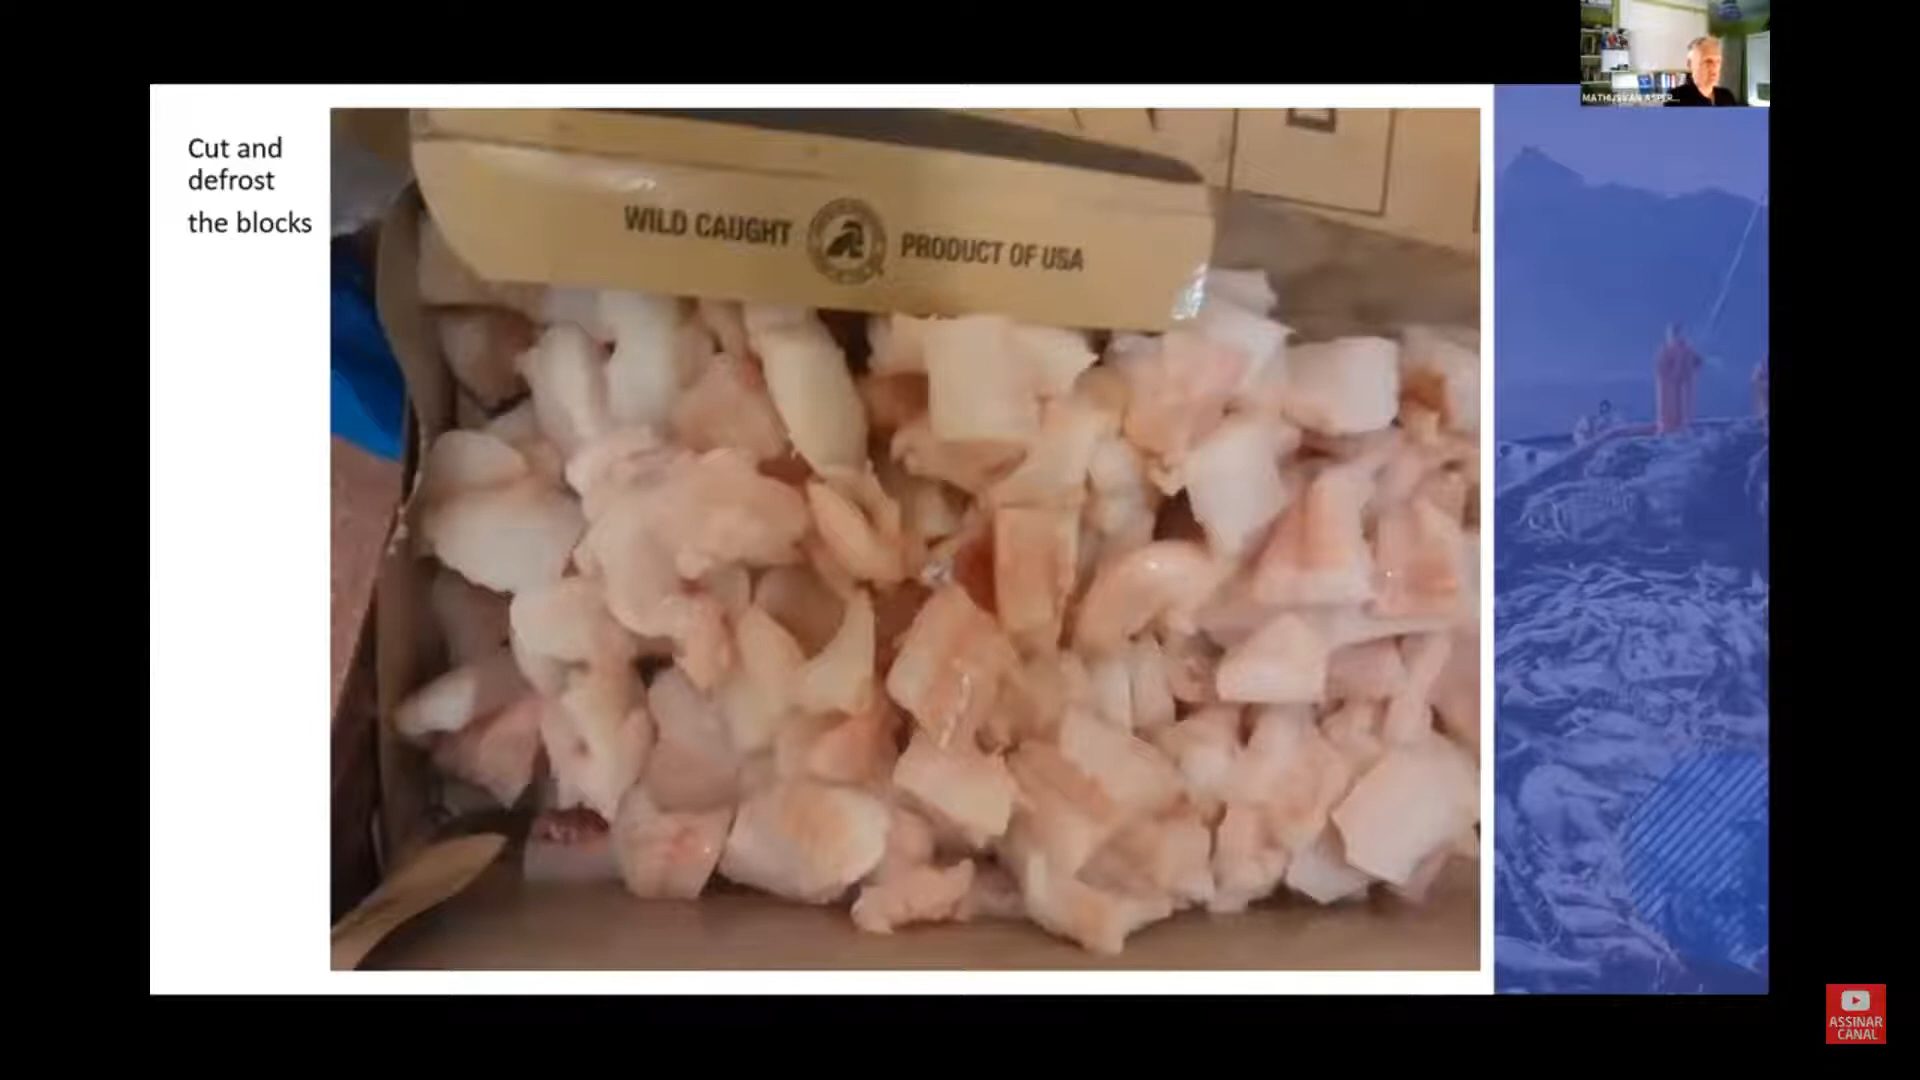 Cut and
defrost
the blocks
WILD CAUGHT PRODUCT OF USA
ASSINAR
CANAL